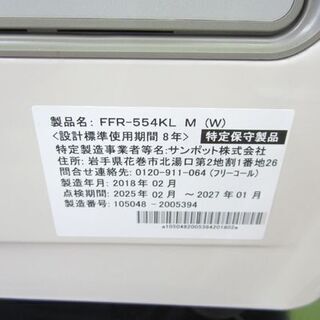 製品名: FFR-554KL M (W)
<設計標準使用期間 8年> 特定保守製品
特定製造事業者等名: サンポット株式会社
住所: 岩手県花巻市北湯口第2地割1番地26
問合せ連絡先: 0120-911-064 (フリーコール)
製造年月: 2018年 02月
点検期間: 2025年 02月 ～ 2027年 01月
製造番号: 105048 - 2005394
a1050482005394201802a